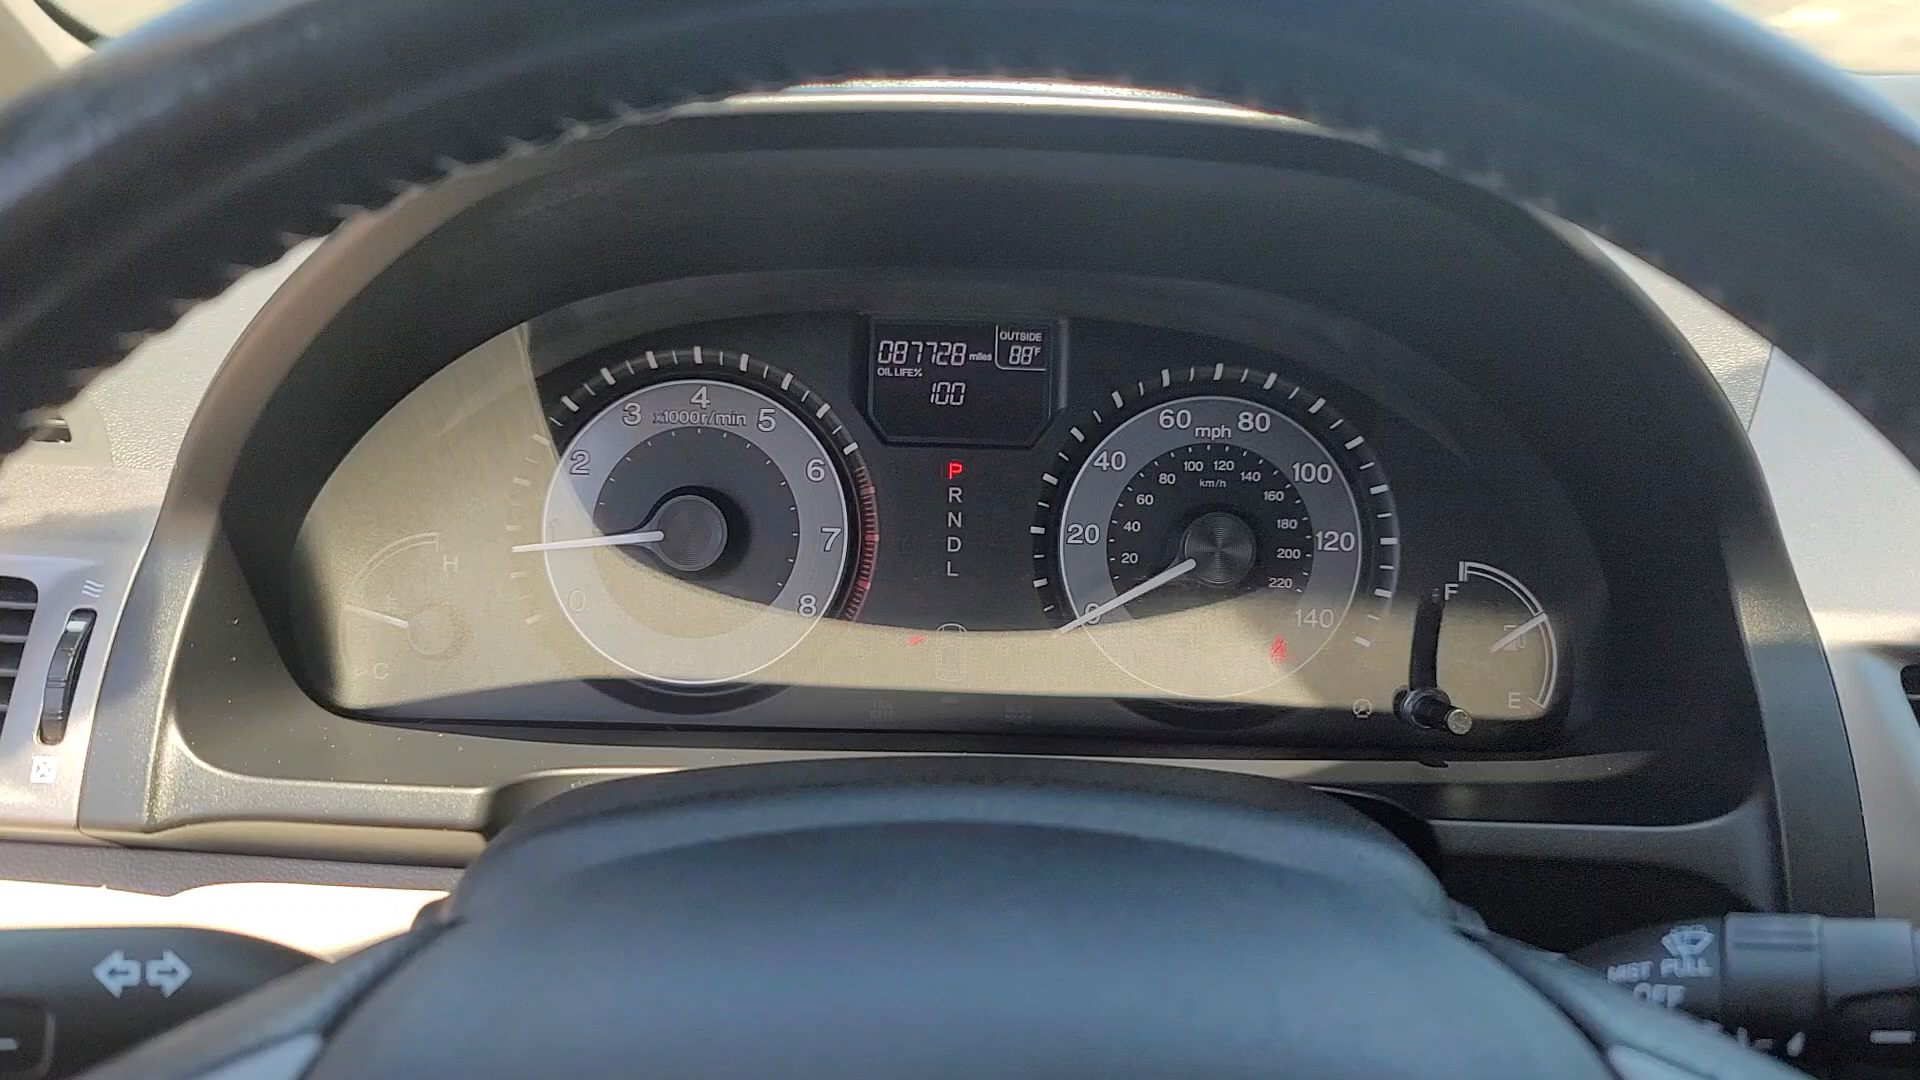 087728 miles
OUTSIDE
88°F
OIL LIFE%
100
x1000r/min
0
1
2
3
4
5
6
7
8
P
R
N
D
L
mph
0
20
40
60
80
100
120
140
km/h
20
40
60
80
100
120
140
160
180
200
220
H
C
F
E
MIST FULL
OFF